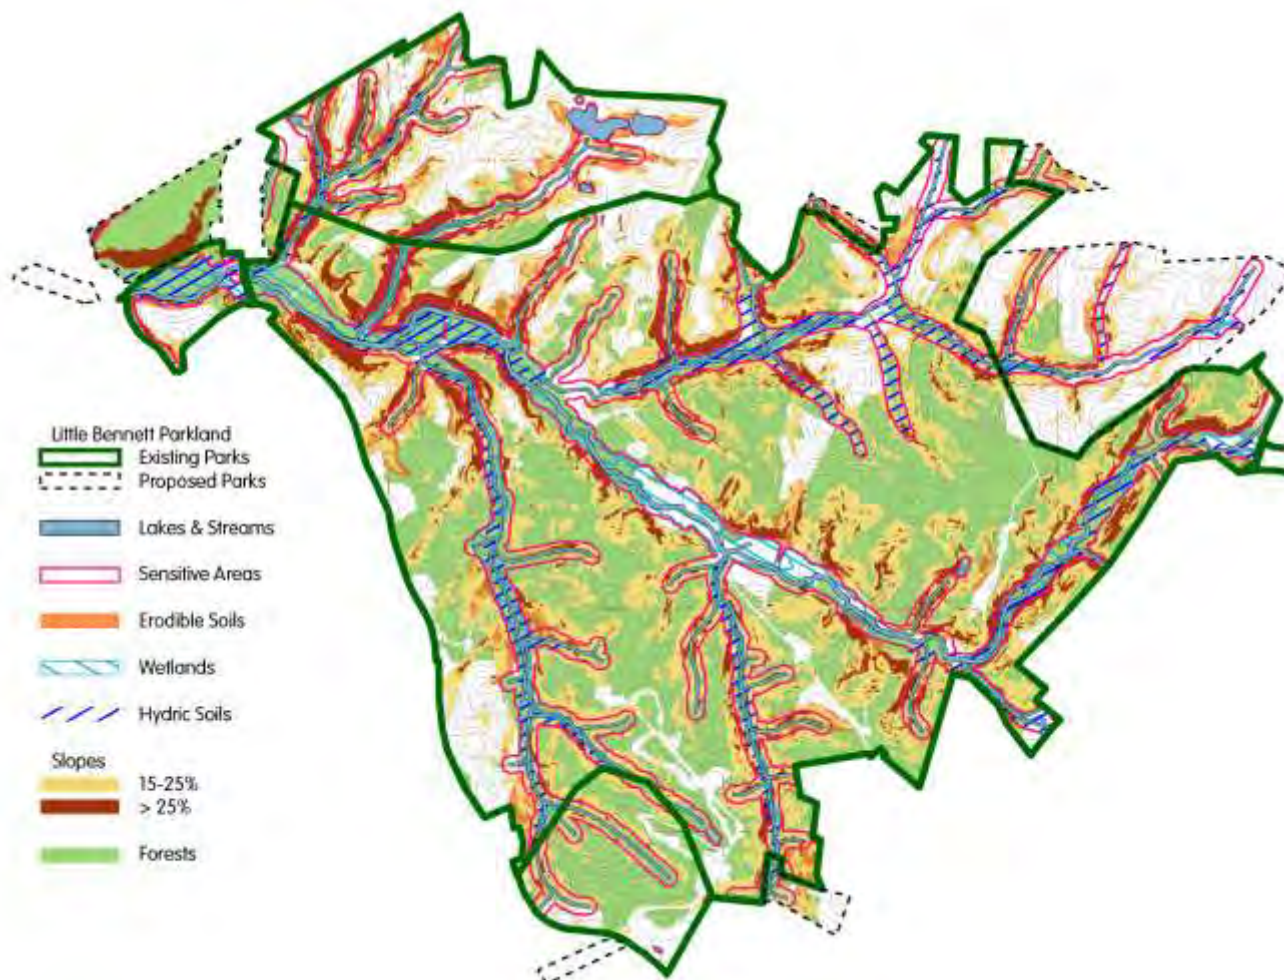 Little Bennett Parkland
Existing Parks
Proposed Parks
Lakes & Streams
Sensitive Areas
Erodible Soils
Wetlands
Hydric Soils
Slopes
15-25%
> 25%
Forests